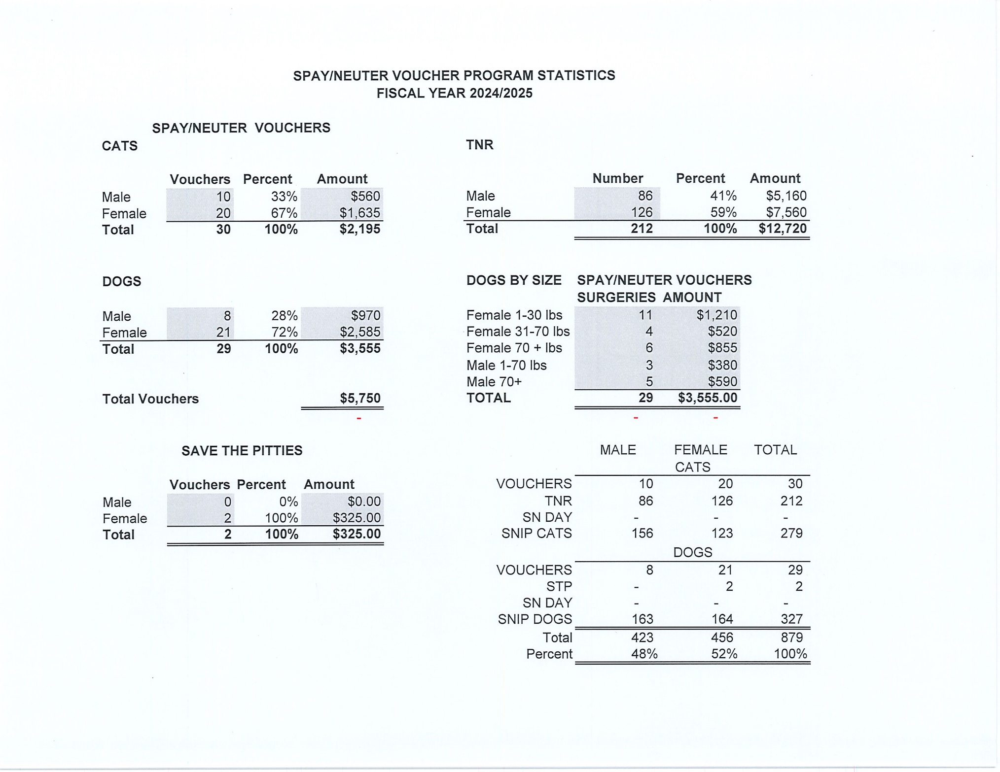 SPAY/NEUTER VOUCHER PROGRAM STATISTICS
FISCAL YEAR 2024/2025
SPAY/NEUTER VOUCHERS
CATS
Vouchers Percent Amount
Male 10 33% $560
Female 20 67% $1,635
Total 30 100% $2,195
TNR
Number Percent Amount
Male 86 41% $5,160
Female 126 59% $7,560
Total 212 100% $12,720
DOGS
Male 8 28% $970
Female 21 72% $2,585
Total 29 100% $3,555
Total Vouchers $5,750
-
DOGS BY SIZE SPAY/NEUTER VOUCHERS
SURGERIES AMOUNT
Female 1-30 lbs 11 $1,210
Female 31-70 lbs 4 $520
Female 70 + lbs 6 $855
Male 1-70 lbs 3 $380
Male 70+ 5 $590
TOTAL 29 $3,555.00
- -
SAVE THE PITTIES
Vouchers Percent Amount
Male 0 0% $0.00
Female 2 100% $325.00
Total 2 100% $325.00
MALE FEMALE TOTAL
CATS
VOUCHERS 10 20 30
TNR 86 126 212
SN DAY - - -
SNIP CATS 156 123 279
DOGS
VOUCHERS 8 21 29
STP - 2 2
SN DAY - - -
SNIP DOGS 163 164 327
Total 423 456 879
Percent 48% 52% 100%